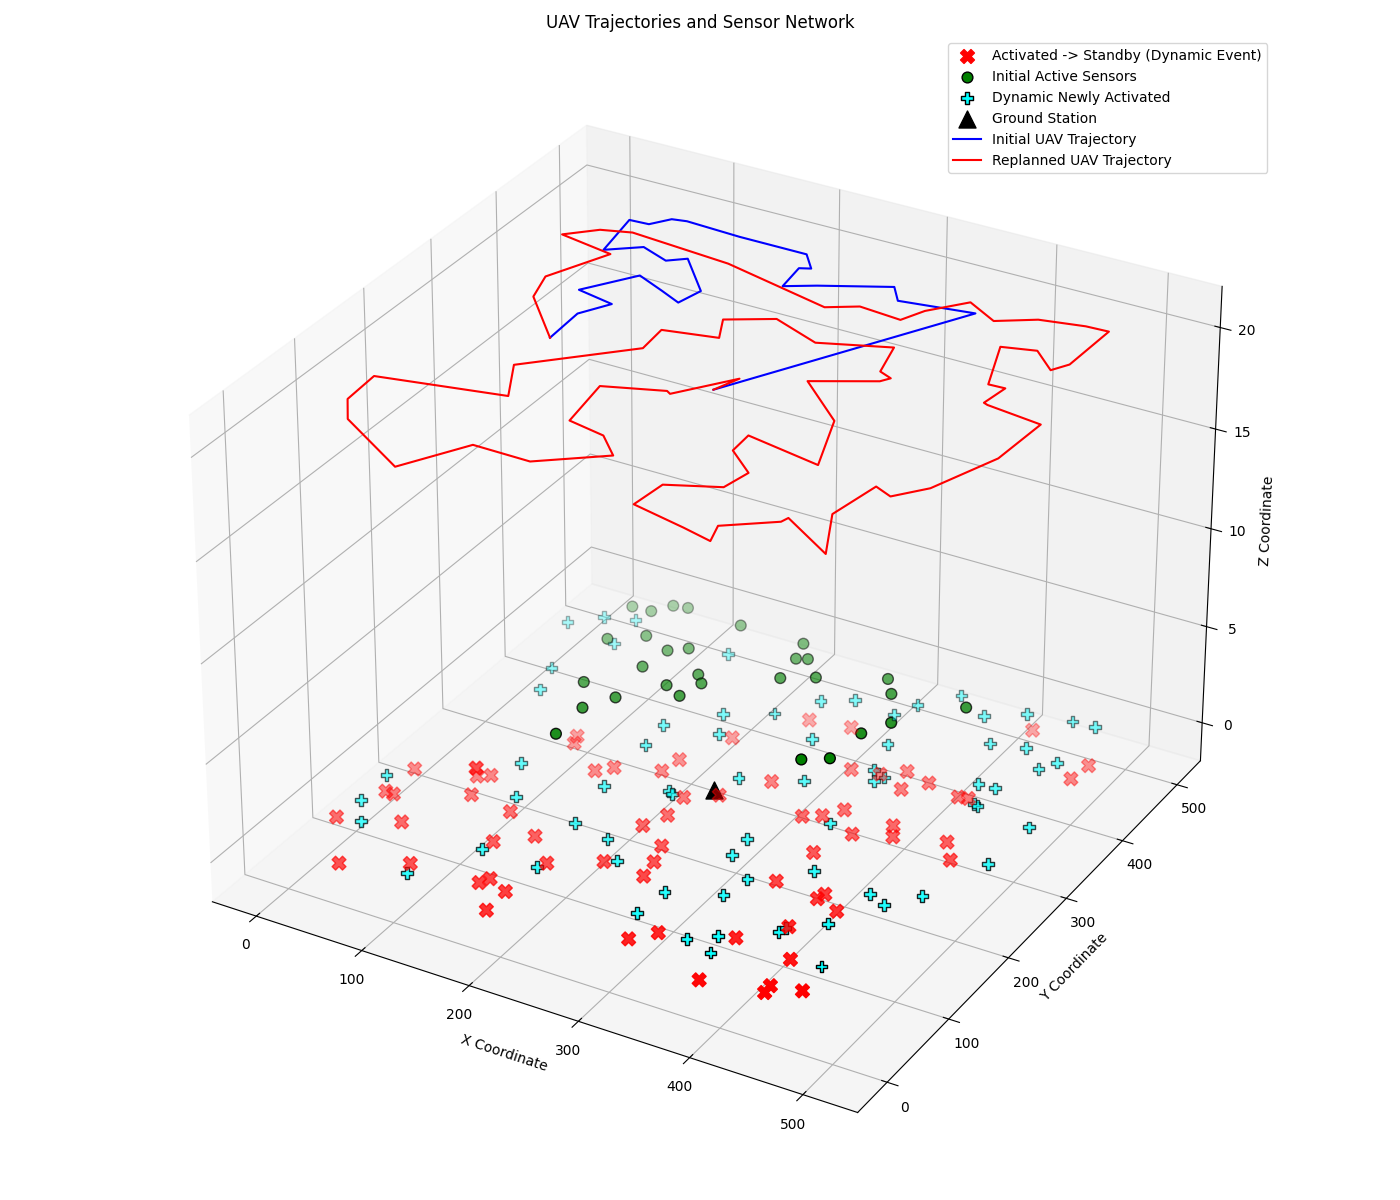 UAV Trajectories and Sensor Network
Activated -> Standby (Dynamic Event)
Initial Active Sensors
Dynamic Newly Activated
Ground Station
Initial UAV Trajectory
Replanned UAV Trajectory
20
15
10
5
0
Z Coordinate
0
100
200
300
400
500
X Coordinate
0
100
200
300
400
500
Y Coordinate